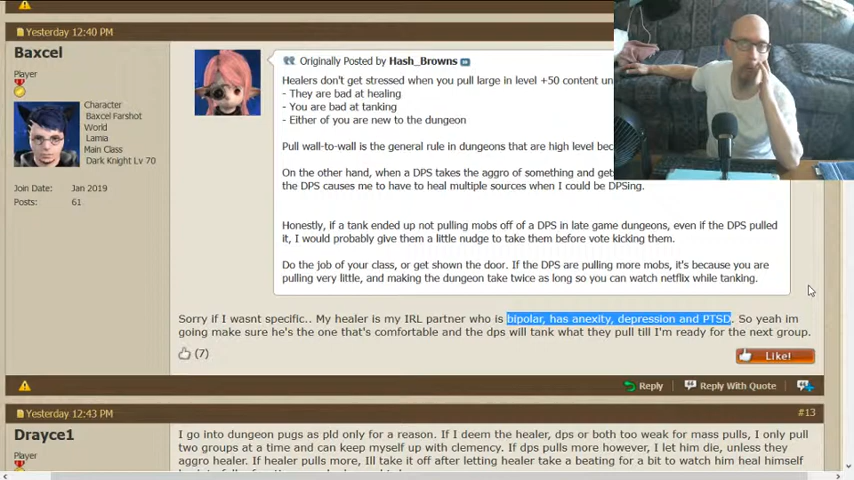 Yesterday 12:40 PM
Baxcel
Player
Character
Baxcel Farshot
World
Lamia
Main Class
Dark Knight Lv 70
Join Date: Jan 2019
Posts: 61
Originally Posted by Hash_Browns
Healers don't get stressed when you pull large in level +50 content un
- They are bad at healing
- You are bad at tanking
- Either of you are new to the dungeon
Pull wall-to-wall is the general rule in dungeons that are high level bec
On the other hand, when a DPS takes the aggro of something and gets
the DPS causes me to have to heal multiple sources when I could be DPSing.
Honestly, if a tank ended up not pulling mobs off of a DPS in late game dungeons, even if the DPS pulled
it, I would probably give them a little nudge to take them before vote kicking them.
Do the job of your class, or get shown the door. If the DPS are pulling more mobs, it's because you are
pulling very little, and making the dungeon take twice as long so you can watch netflix while tanking.
Sorry if I wasnt specific.. My healer is my IRL partner who is bipolar, has anexity, depression and PTSD. So yeah im
going make sure he's the one that's comfortable and the dps will tank what they pull till I'm ready for the next group.
(7)
Like!
Reply
Reply With Quote
Yesterday 12:43 PM
#13
Drayce1
Player
I go into dungeon pugs as pld only for a reason. If I deem the healer, dps or both too weak for mass pulls, I only pull
two groups at a time and can keep myself up with clemency. If dps pulls more however, I let him die, unless they
aggro healer. If healer pulls more, Ill take it off after letting healer take a beating for a bit to watch him heal himself